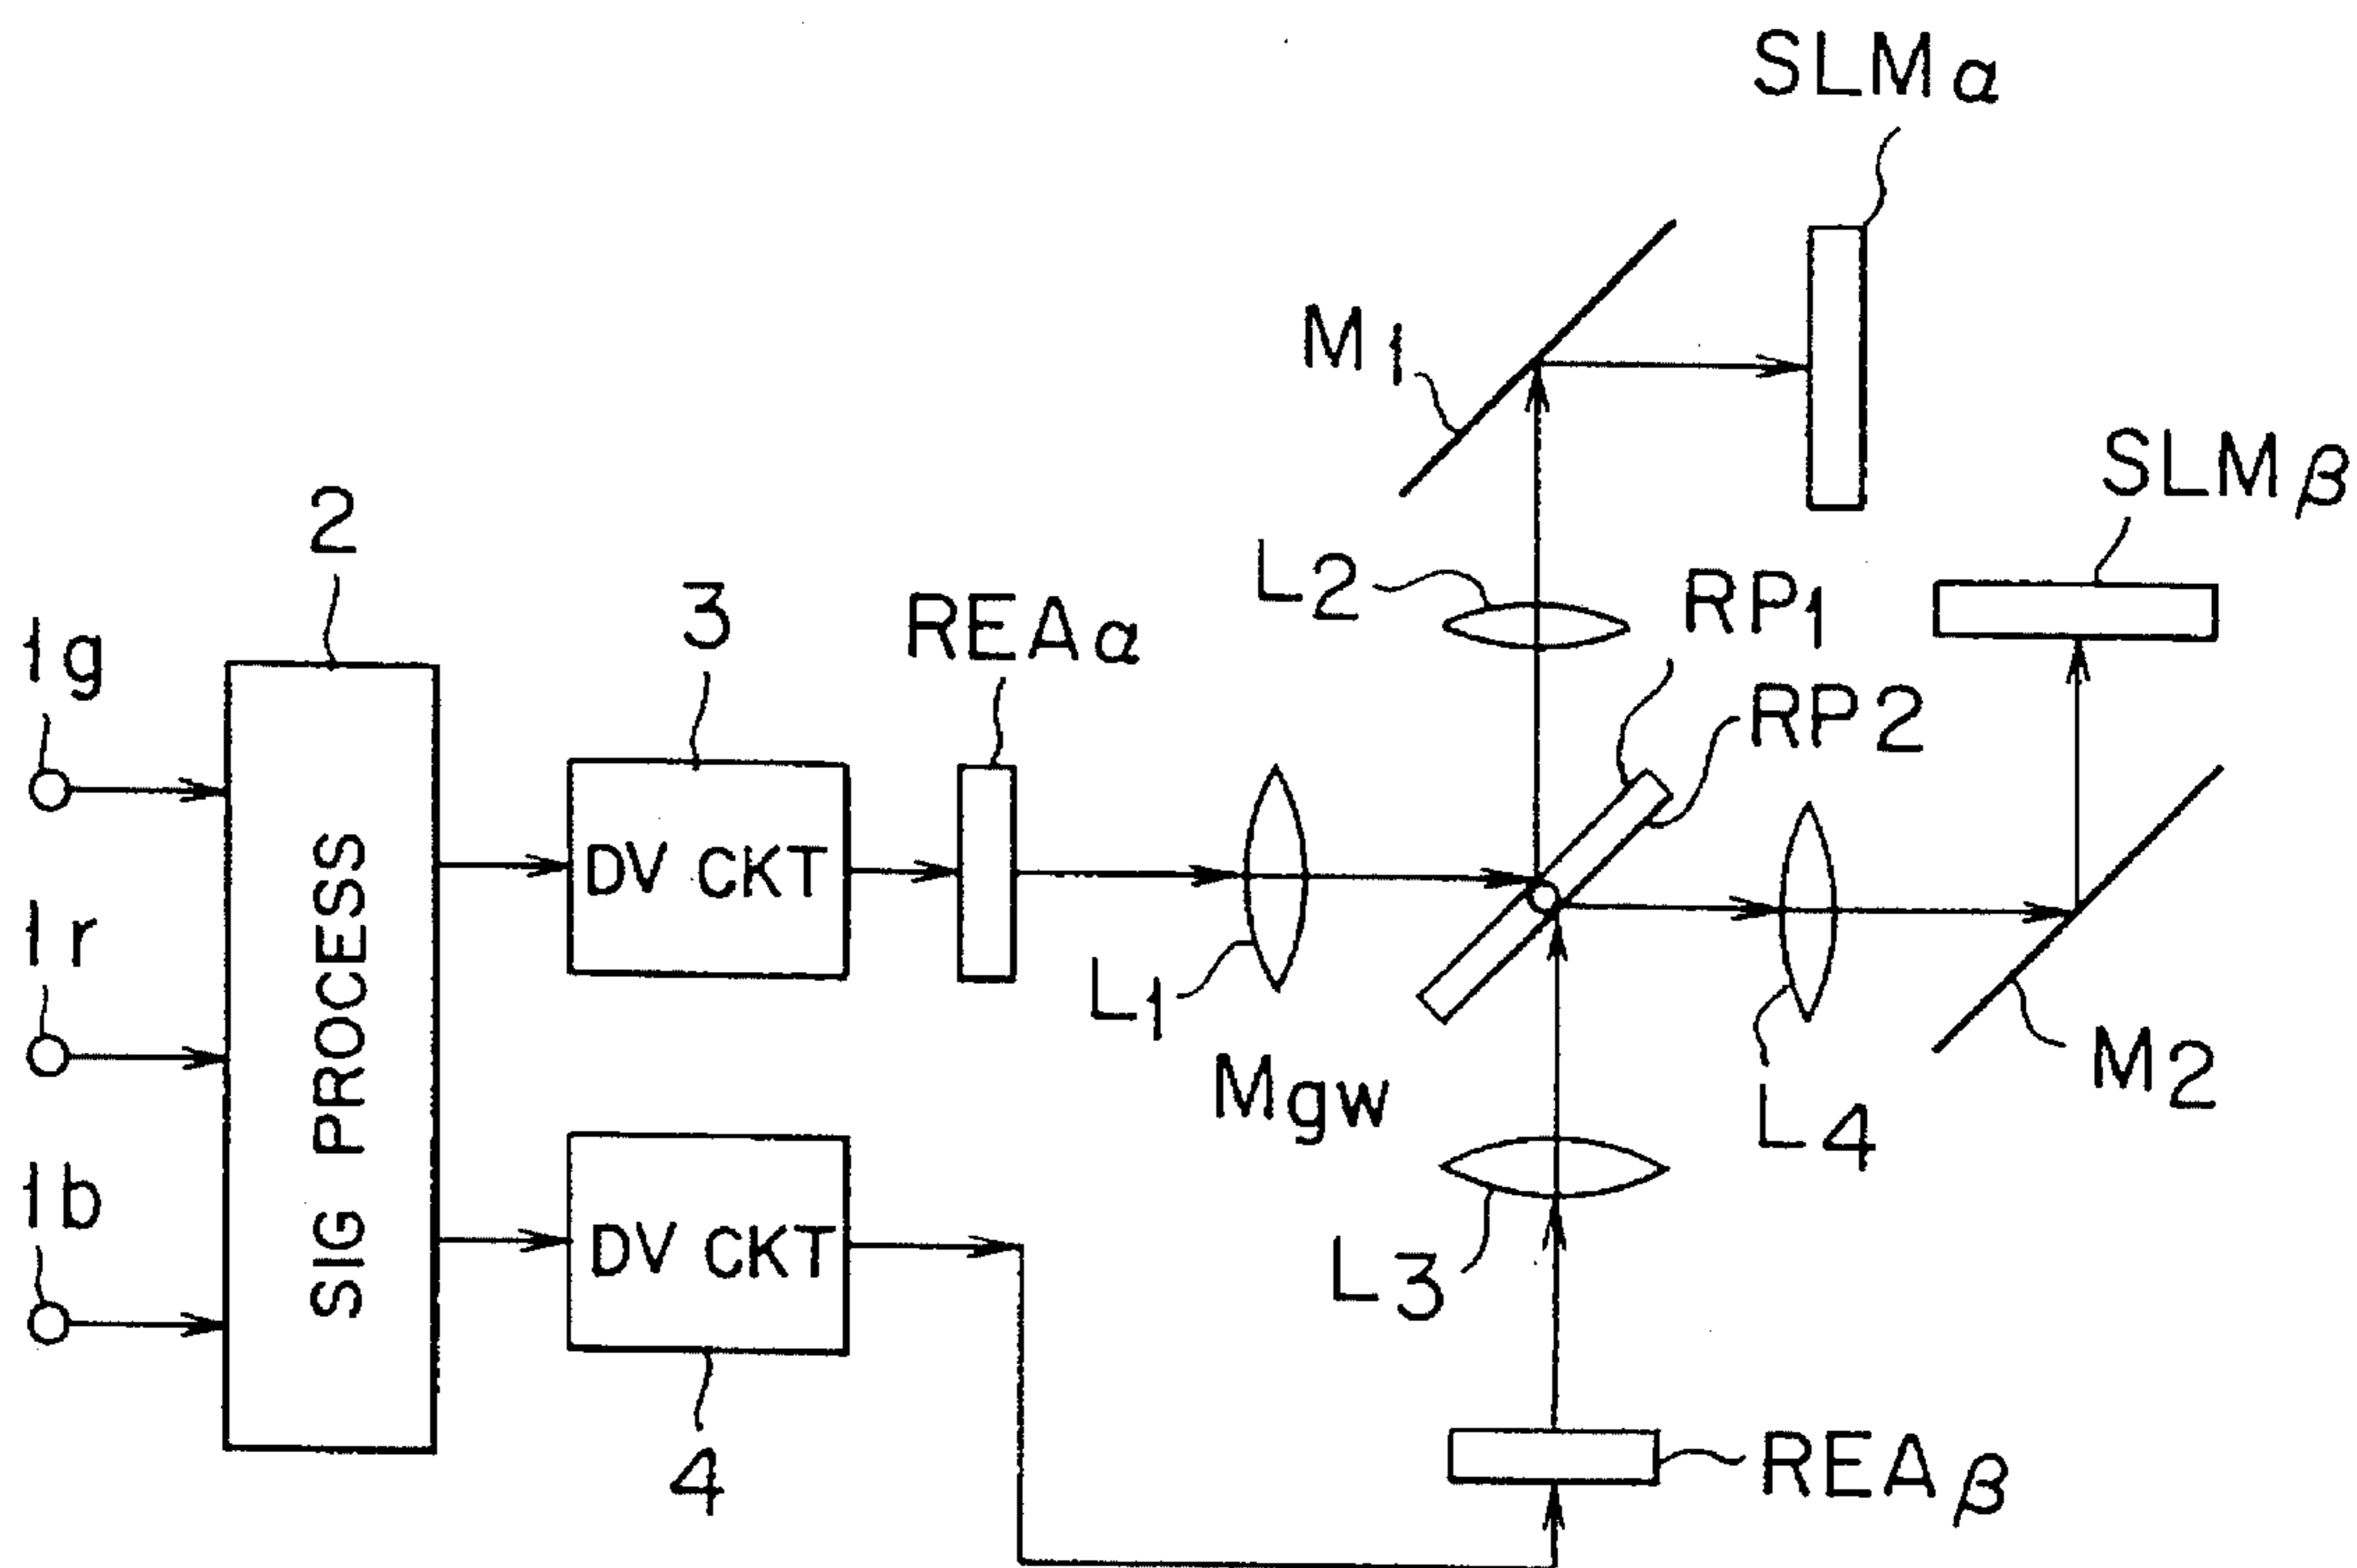 SLMα
M1
SLMβ
2
L2
RP1
3
REAα
1g
RP2
DV CKT
SIG PROCESS
1r
L1
Mgw
M2
L4
1b
DV CKT
L3
4
REAβ